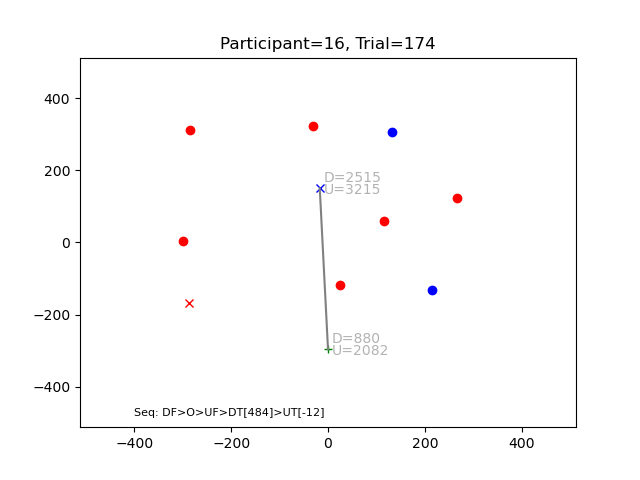 Participant=16, Trial=174
400
200
0
−200
−400
D=2515
U=3215
D=880
U=2082
Seq: DF>O>UF>DT[484]>UT[-12]
−400
−200
0
200
400